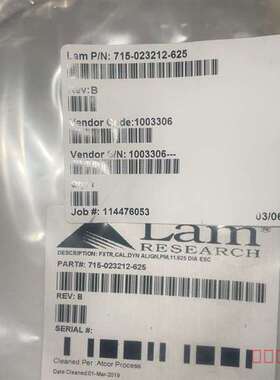 Lam P/N: 715-023212-625
Rev:B
Vendor Code:1003306
Vendor S/N: 1003306---
Job #: 114476053
03/06
Lam
RESEARCH
DESCRIPTION: FXTR,CAL,DYN ALIGN,PM,11.625 DIA ESC
PART#: 715-023212-625
REV: B
SERIAL#:
Cleaned Per Atcor Process
Date Cleaned:01-Mar-2019